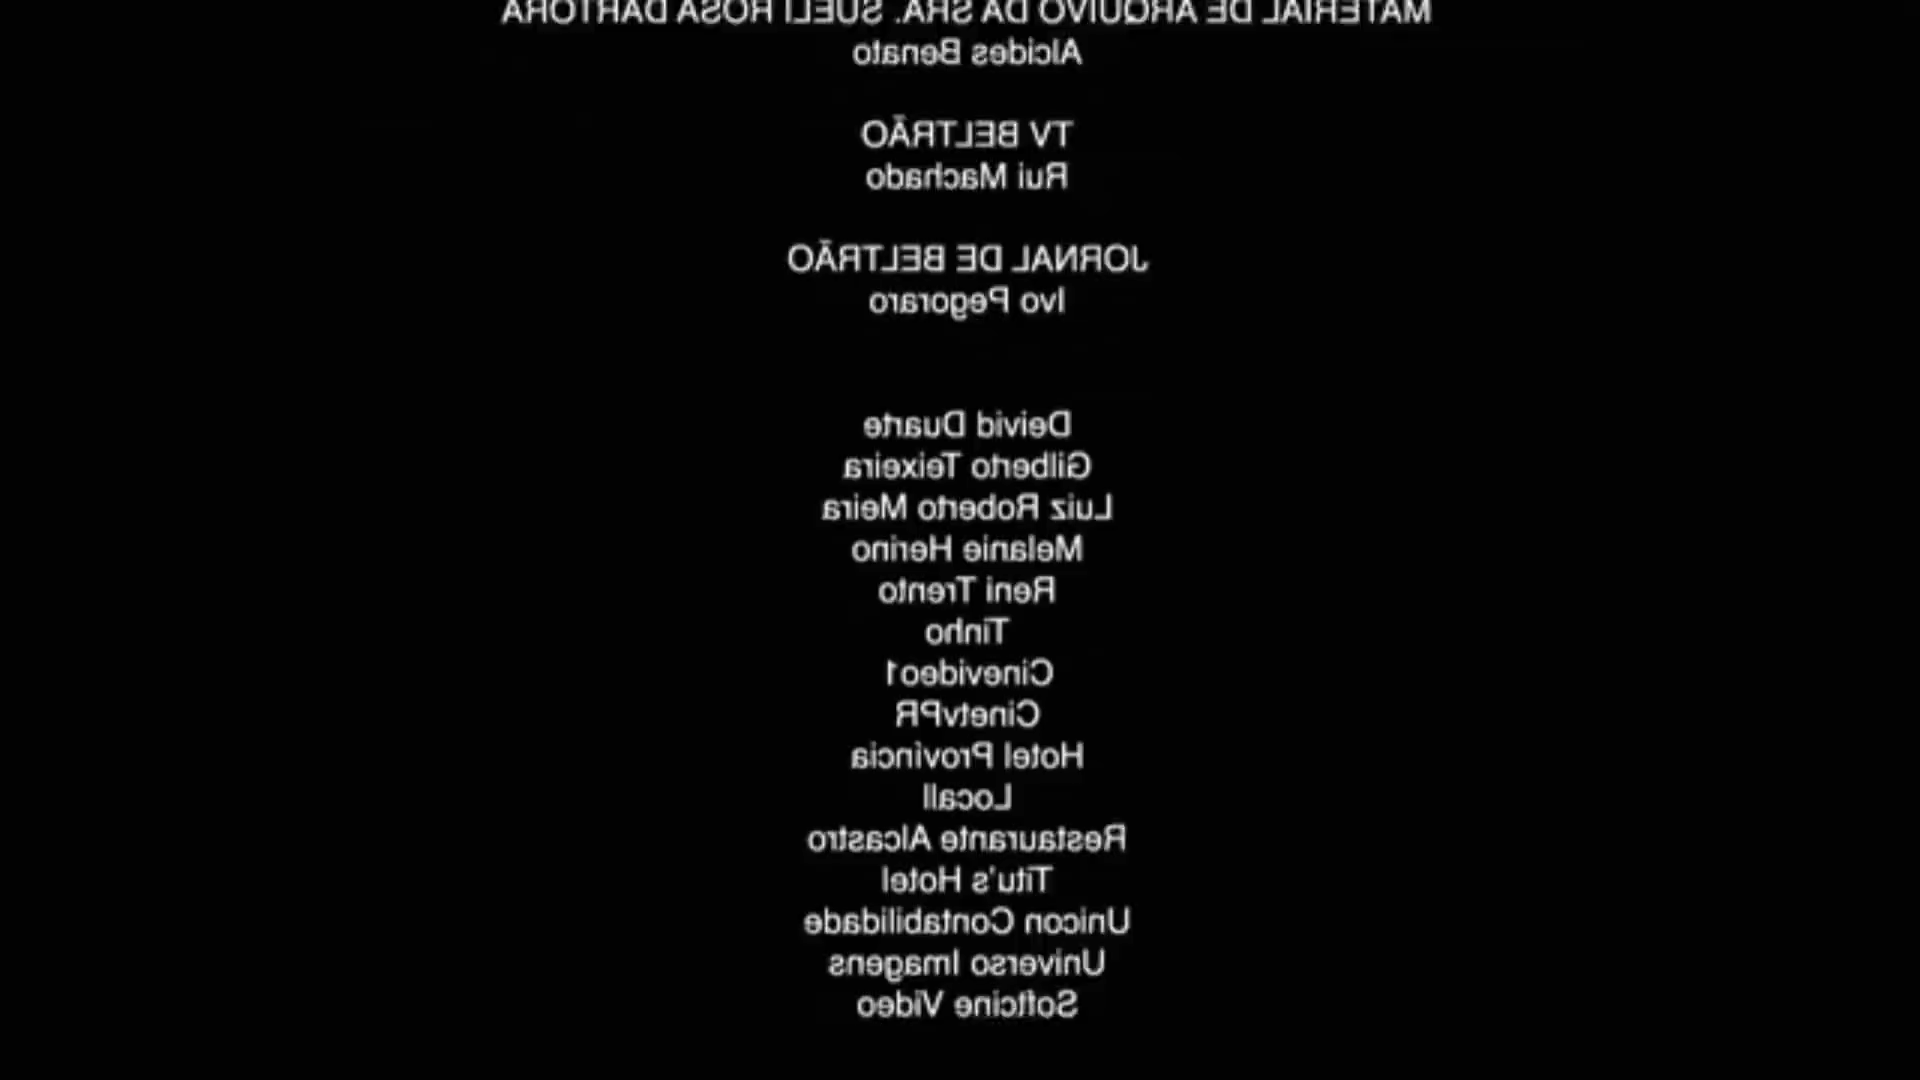 MATERIAL DE ARQUIVO DA SRA. SUELI ROSA DARTORA
Alcides Benato
TV BELTRÃO
Rui Machado
JORNAL DE BELTRÃO
Ivo Pegoraro
Deivid Duarte
Gilberto Teixeira
Luiz Roberto Meira
Melanie Herino
Reni Trento
Tinho
Cinevideo1
CinetvPR
Hotel Província
Locall
Restaurante Alcastro
Titu's Hotel
Unicon Contabilidade
Universo Imagens
Softcine Video